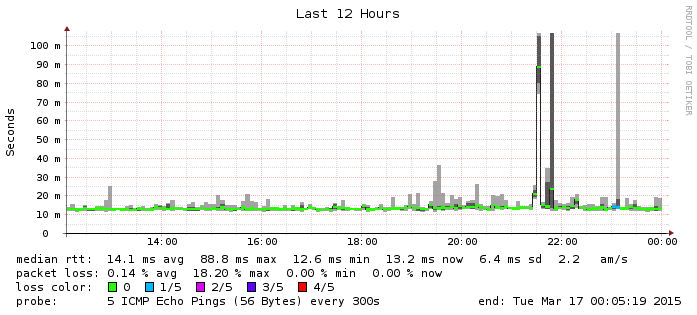 Last 12 Hours
RRDTOOL / TOBI OETIKER
Seconds
100 m
90 m
80 m
70 m
60 m
50 m
40 m
30 m
20 m
10 m
0
14:00 16:00 18:00 20:00 22:00 00:00
median rtt: 14.1 ms avg 88.8 ms max 12.6 ms min 13.2 ms now 6.4 ms sd 2.2 am/s
packet loss: 0.14 % avg 18.20 % max 0.00 % min 0.00 % now
loss color: 0 1/5 2/5 3/5 4/5
probe: 5 ICMP Echo Pings (56 Bytes) every 300s end: Tue Mar 17 00:05:19 2015